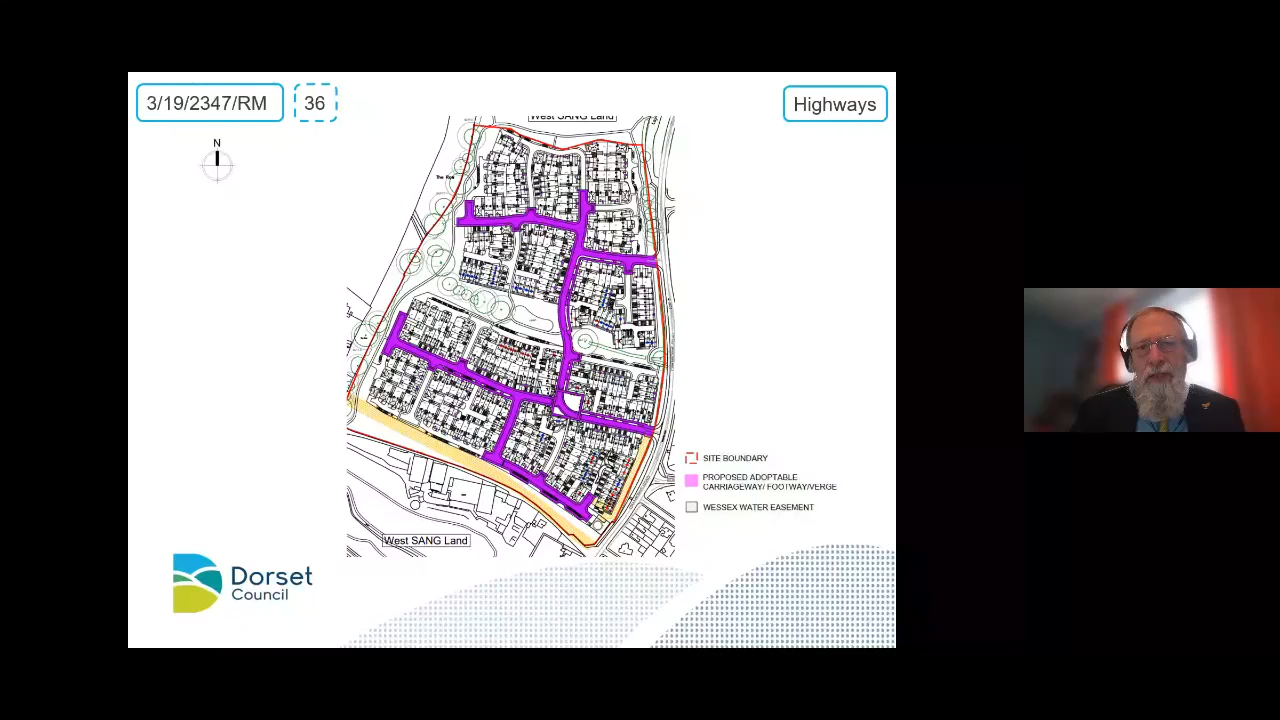 3/19/2347/RM
36
Highways
West SANG Land
N
SITE BOUNDARY
PROPOSED ADOPTABLE
CARRIAGEWAY/ FOOTWAY/VERGE
WESSEX WATER EASEMENT
West SANG Land
Dorset
Council